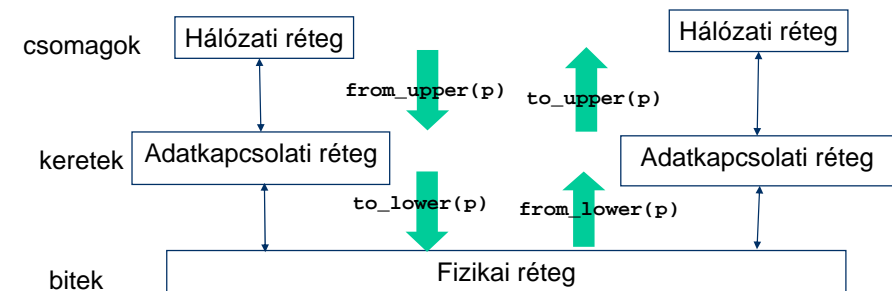 csomagok
Hálózati réteg
Hálózati réteg
from_upper(p)
to_upper(p)
keretek
Adatkapcsolati réteg
Adatkapcsolati réteg
to_lower(p)
from_lower(p)
bitek
Fizikai réteg